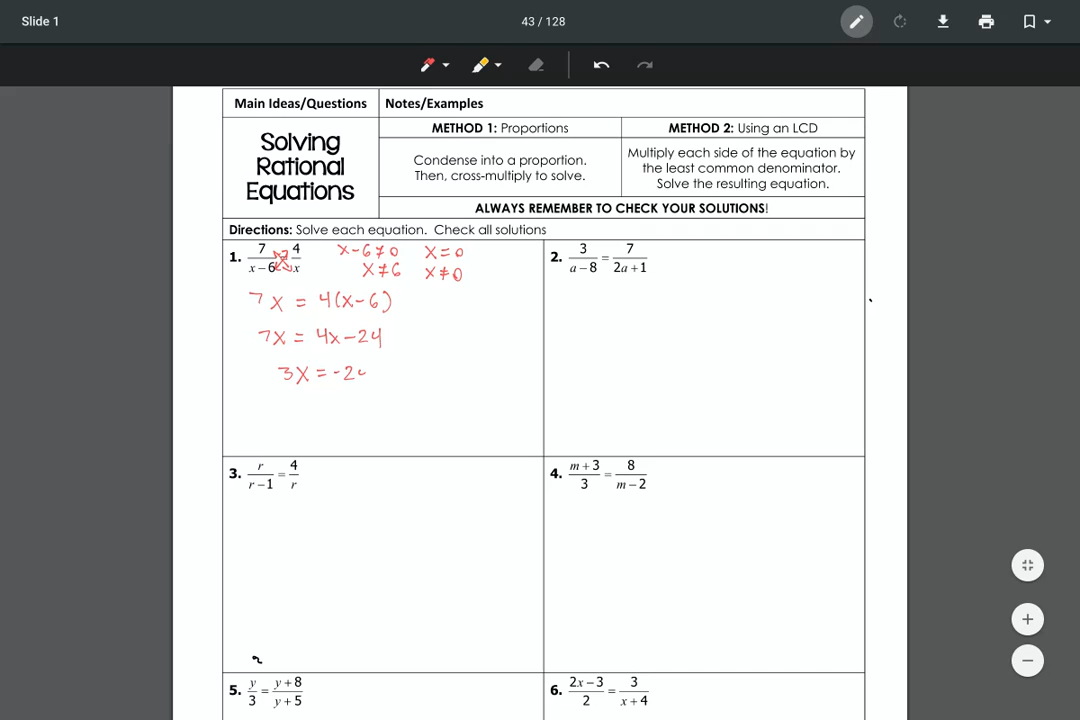 Slide 1
43 / 128
Main Ideas/Questions
Notes/Examples
Solving
Rational
Equations
METHOD 1: Proportions
METHOD 2: Using an LCD
Condense into a proportion.
Then, cross-multiply to solve.
Multiply each side of the equation by
the least common denominator.
Solve the resulting equation.
ALWAYS REMEMBER TO CHECK YOUR SOLUTIONS!
Directions: Solve each equation. Check all solutions
1. 7/(x – 6) = 4/x
x – 6 ≠ 0 x = 0
x ≠ 6 x ≠ 0
7x = 4(x – 6)
7x = 4x – 24
3x = -2
2. 3/(a – 8) = 7/(2a + 1)
3. r/(r – 1) = 4/r
4. (m + 3)/3 = 8/(m – 2)
5. y/3 = (y + 8)/(y + 5)
6. (2x – 3)/2 = 3/(x + 4)